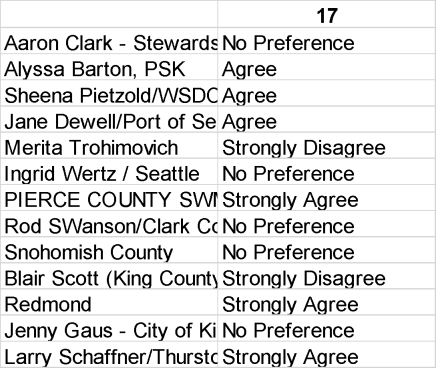 17
Aaron Clark - Stewards No Preference
Alyssa Barton, PSK Agree
Sheena Pietzold/WSDO Agree
Jane Dewell/Port of Se Agree
Merita Trohimovich Strongly Disagree
Ingrid Wertz / Seattle No Preference
PIERCE COUNTY SWM Strongly Agree
Rod SWanson/Clark Co No Preference
Snohomish County No Preference
Blair Scott (King County Strongly Disagree
Redmond Strongly Agree
Jenny Gaus - City of Ki No Preference
Larry Schaffner/Thursto Strongly Agree